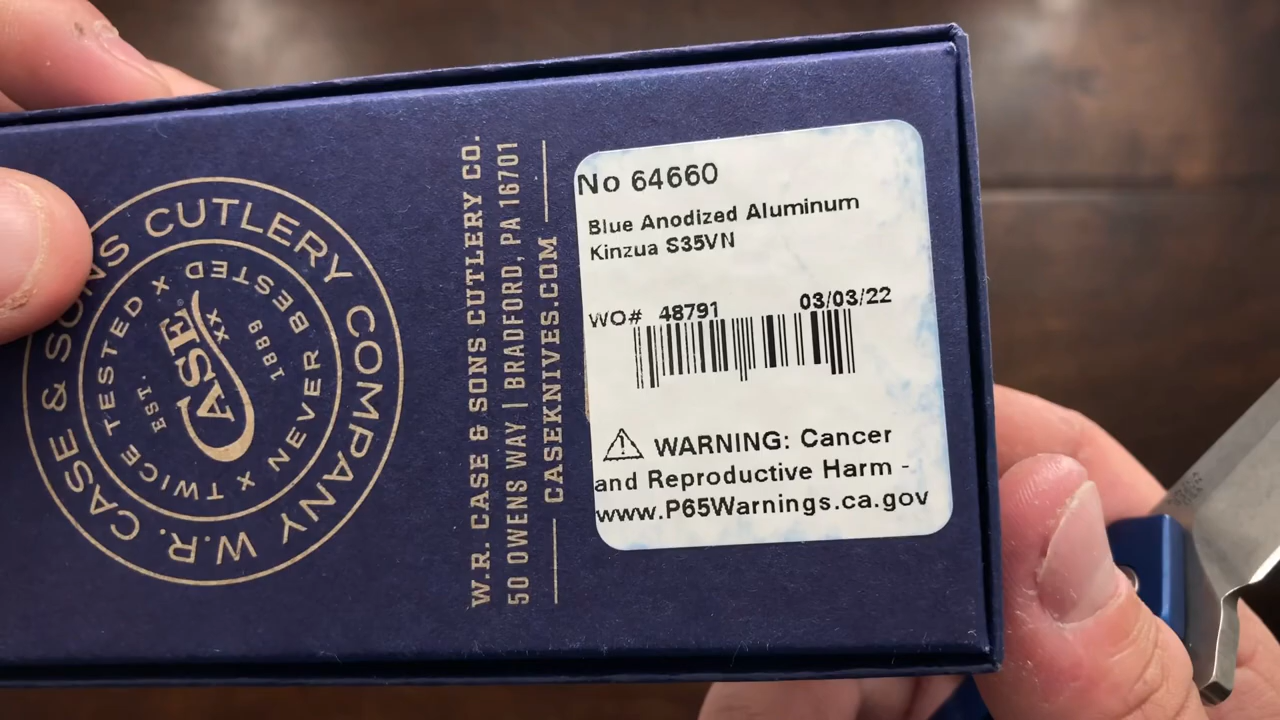 W.R. CASE & SONS CUTLERY COMPANY
TWICE TESTED x NEVER BESTED x
EST. 1889
CASE XX
W.R. CASE & SONS CUTLERY CO.
50 OWENS WAY | BRADFORD, PA 16701
CASEKNIVES.COM
No 64660
Blue Anodized Aluminum
Kinzua S35VN
WO# 48791 03/03/22
WARNING: Cancer
and Reproductive Harm -
www.P65Warnings.ca.gov